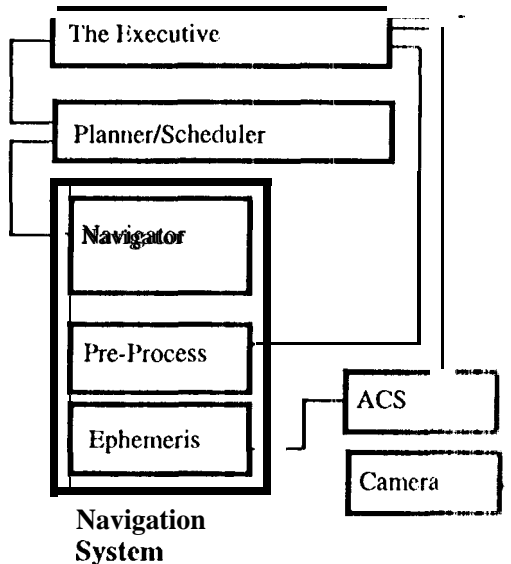 The Executive
Planner/Scheduler
Navigator
Pre-Process
Ephemeris
ACS
Camera
Navigation
System